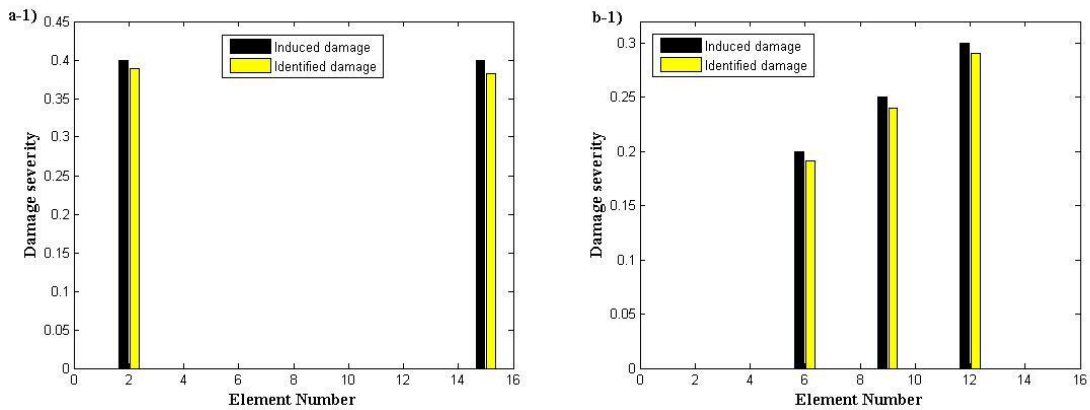 a-1)
0.45
0.4
0.35
0.3
0.25
0.2
0.15
0.1
0.05
0
Damage severity
Induced damage
Identified damage
0 2 4 6 8 10 12 14 16
Element Number
b-1)
0.3
0.25
0.2
0.15
0.1
0.05
0
Damage severity
Induced damage
Identified damage
0 2 4 6 8 10 12 14 16
Element Number